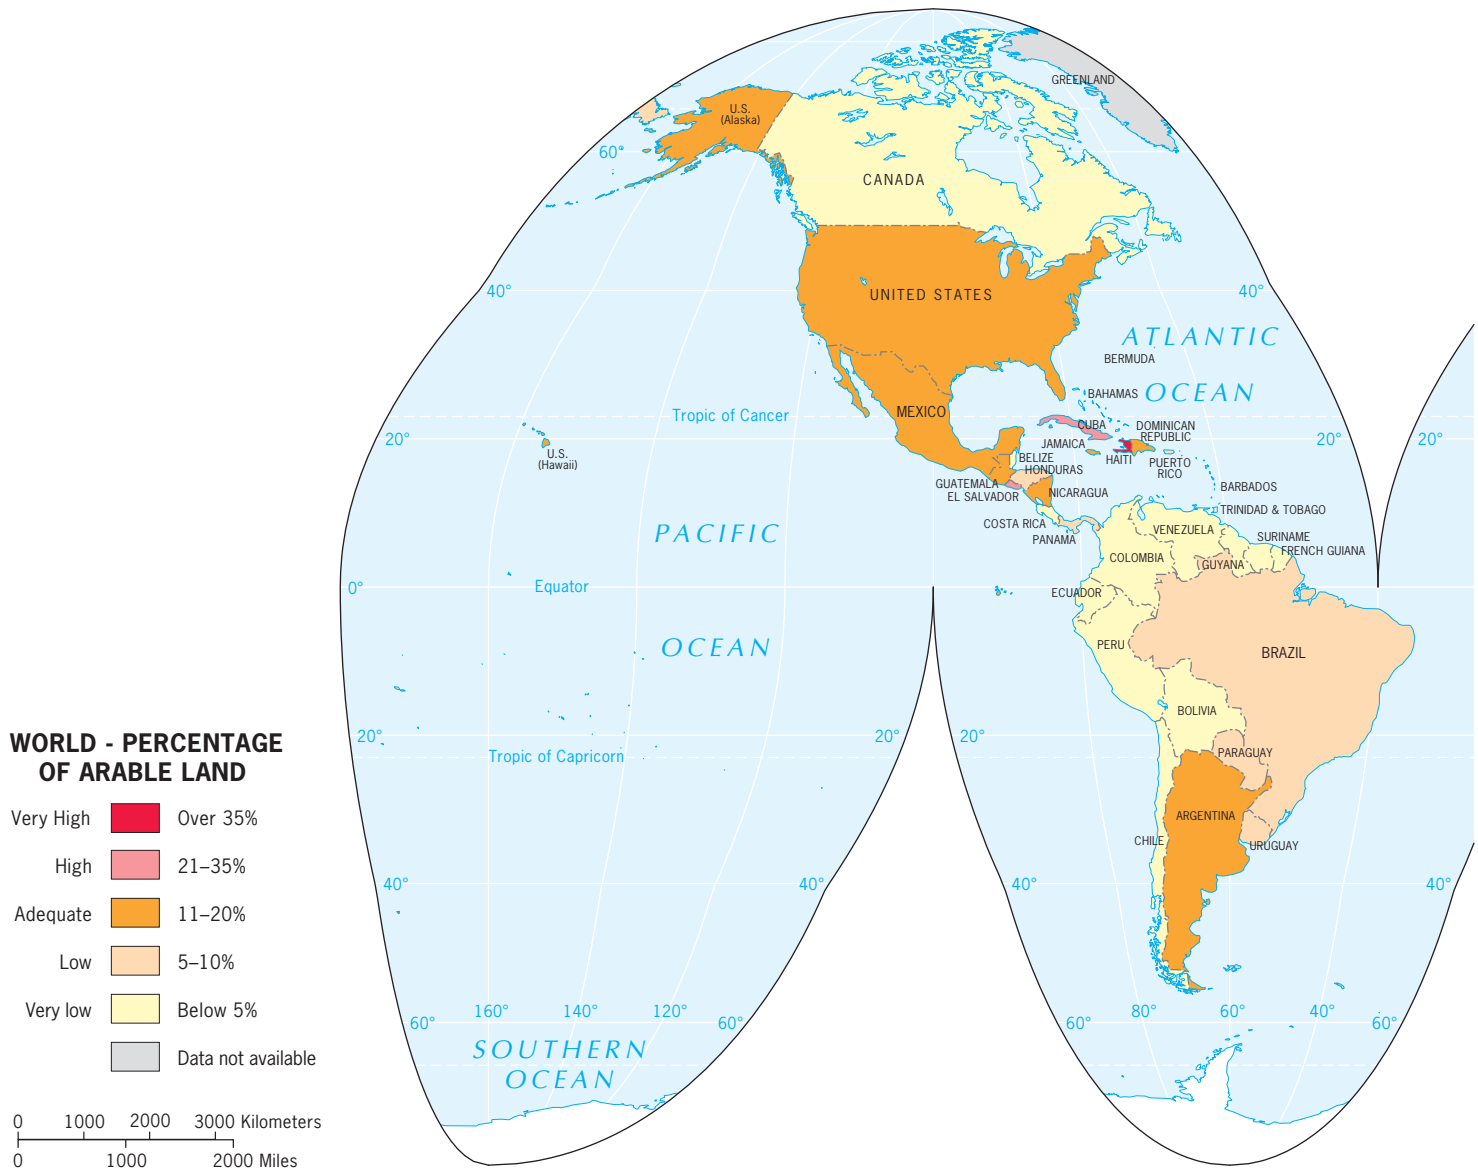 GREENLAND
U.S.
(Alaska)
60°
CANADA
40°
UNITED STATES
40°
ATLANTIC
BERMUDA
OCEAN
BAHAMAS
MEXICO
Tropic of Cancer
CUBA
DOMINICAN
REPUBLIC
20°
JAMAICA
20°
20°
U.S.
(Hawaii)
BELIZE
HAITI
PUERTO
RICO
HONDURAS
GUATEMALA
EL SALVADOR
NICARAGUA
BARBADOS
TRINIDAD & TOBAGO
COSTA RICA
PANAMA
PACIFIC
VENEZUELA
SURINAME
FRENCH GUIANA
COLOMBIA
GUYANA
0°
Equator
ECUADOR
OCEAN
PERU
BRAZIL
BOLIVIA
20°
20°
20°
Tropic of Capricorn
PARAGUAY
ARGENTINA
CHILE
URUGUAY
40°
40°
40°
40°
160°
140°
120°
80°
60°
40°
60°
60°
60°
60°
SOUTHERN
OCEAN
WORLD - PERCENTAGE
OF ARABLE LAND
Very High Over 35%
High 21–35%
Adequate 11–20%
Low 5–10%
Very low Below 5%
Data not available
0 1000 2000 3000 Kilometers
0 1000 2000 Miles